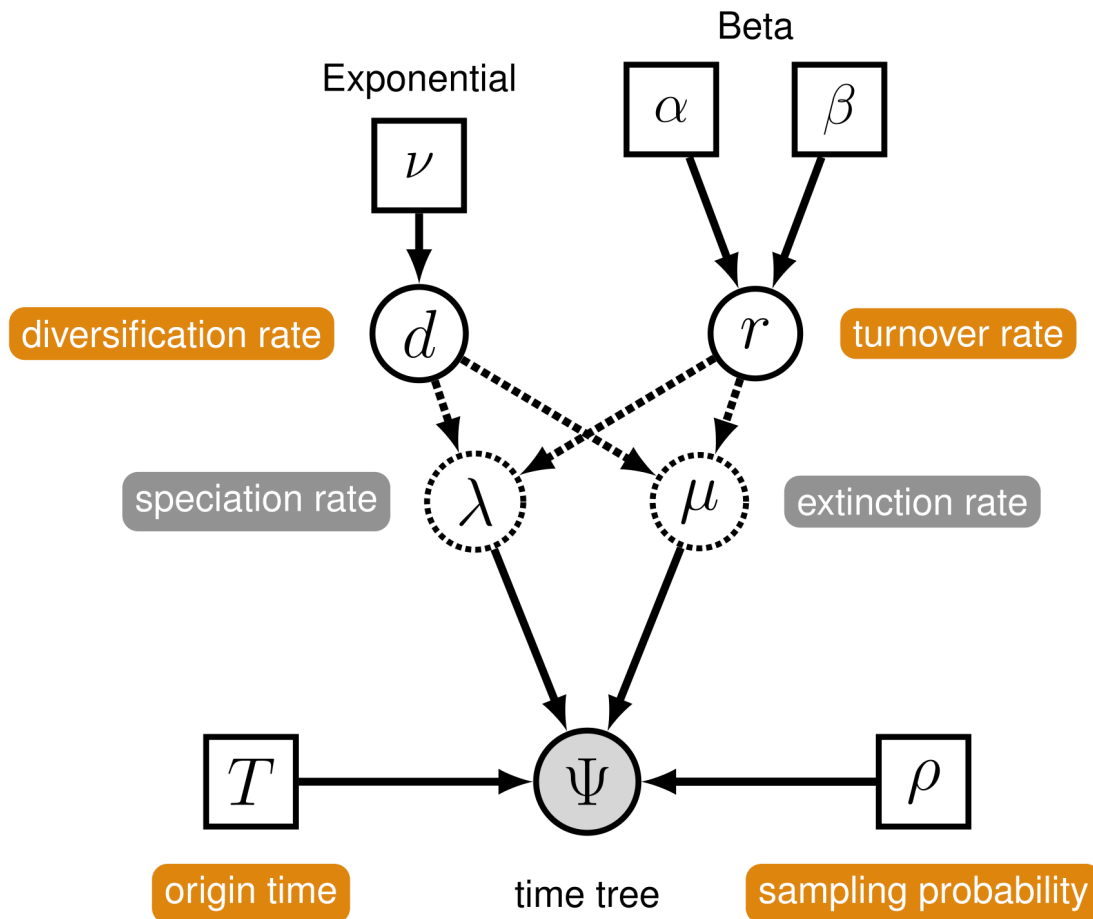 Beta
Exponential
α
β
ν
diversification rate
d
r
turnover rate
speciation rate
λ
μ
extinction rate
T
Ψ
ρ
origin time
time tree
sampling probability